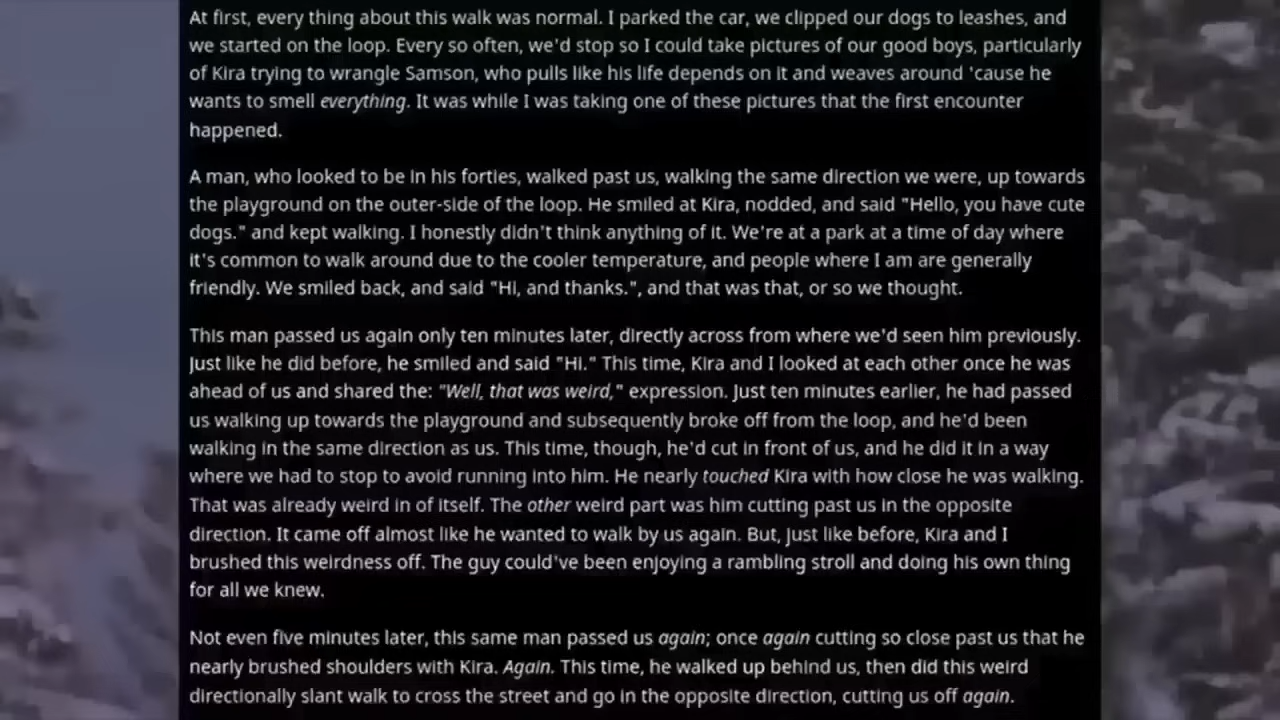 At first, every thing about this walk was normal. I parked the car, we clipped our dogs to leashes, and
we started on the loop. Every so often, we'd stop so I could take pictures of our good boys, particularly
of Kira trying to wrangle Samson, who pulls like his life depends on it and weaves around 'cause he
wants to smell everything. It was while I was taking one of these pictures that the first encounter
happened.
A man, who looked to be in his forties, walked past us, walking the same direction we were, up towards
the playground on the outer-side of the loop. He smiled at Kira, nodded, and said "Hello, you have cute
dogs." and kept walking. I honestly didn't think anything of it. We're at a park at a time of day where
it's common to walk around due to the cooler temperature, and people where I am are generally
friendly. We smiled back, and said "Hi, and thanks.", and that was that, or so we thought.
This man passed us again only ten minutes later, directly across from where we'd seen him previously.
Just like he did before, he smiled and said "Hi." This time, Kira and I looked at each other once he was
ahead of us and shared the: "Well, that was weird," expression. Just ten minutes earlier, he had passed
us walking up towards the playground and subsequently broke off from the loop, and he'd been
walking in the same direction as us. This time, though, he'd cut in front of us, and he did it in a way
where we had to stop to avoid running into him. He nearly touched Kira with how close he was walking.
That was already weird in of itself. The other weird part was him cutting past us in the opposite
direction. It came off almost like he wanted to walk by us again. But, just like before, Kira and I
brushed this weirdness off. The guy could've been enjoying a rambling stroll and doing his own thing
for all we knew.
Not even five minutes later, this same man passed us again; once again cutting so close past us that he
nearly brushed shoulders with Kira. Again. This time, he walked up behind us, then did this weird
directionally slant walk to cross the street and go in the opposite direction, cutting us off again.